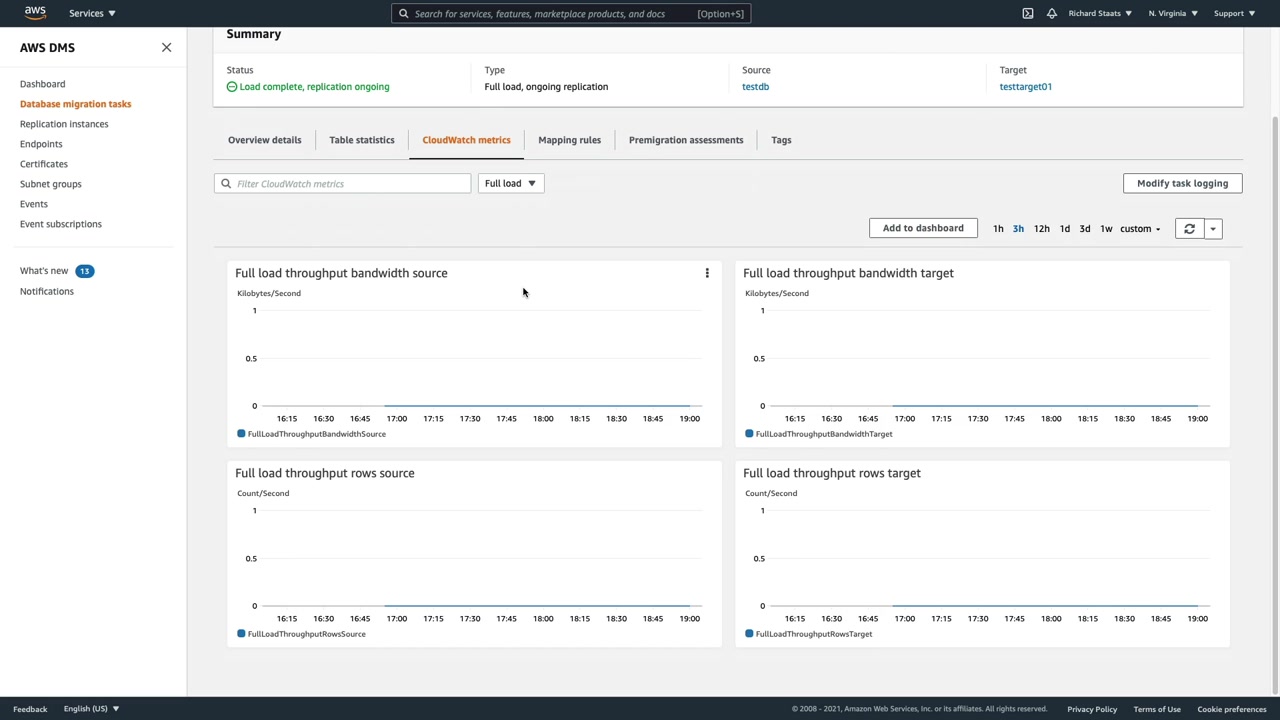 aws Services ▼ Search for services, features, marketplace products, and docs [Option+S] Richard Staats ▼ N. Virginia ▼ Support ▼
AWS DMS
Dashboard
Database migration tasks
Replication instances
Endpoints
Certificates
Subnet groups
Events
Event subscriptions
What's new 13
Notifications
Summary
Status Type Source Target
Load complete, replication ongoing Full load, ongoing replication testdb testtarget01
Overview details Table statistics CloudWatch metrics Mapping rules Premigration assessments Tags
Filter CloudWatch metrics Full load ▼ Modify task logging
Add to dashboard 1h 3h 12h 1d 3d 1w custom
Full load throughput bandwidth source
Kilobytes/Second
1
0.5
0
16:15 16:30 16:45 17:00 17:15 17:30 17:45 18:00 18:15 18:30 18:45 19:00
FullLoadThroughputBandwidthSource
Full load throughput bandwidth target
Kilobytes/Second
1
0.5
0
16:15 16:30 16:45 17:00 17:15 17:30 17:45 18:00 18:15 18:30 18:45 19:00
FullLoadThroughputBandwidthTarget
Full load throughput rows source
Count/Second
1
0.5
0
16:15 16:30 16:45 17:00 17:15 17:30 17:45 18:00 18:15 18:30 18:45 19:00
FullLoadThroughputRowsSource
Full load throughput rows target
Count/Second
1
0.5
0
16:15 16:30 16:45 17:00 17:15 17:30 17:45 18:00 18:15 18:30 18:45 19:00
FullLoadThroughputRowsTarget
Feedback English (US) ▼ © 2008 - 2021, Amazon Web Services, Inc. or its affiliates. All rights reserved. Privacy Policy Terms of Use Cookie preferences